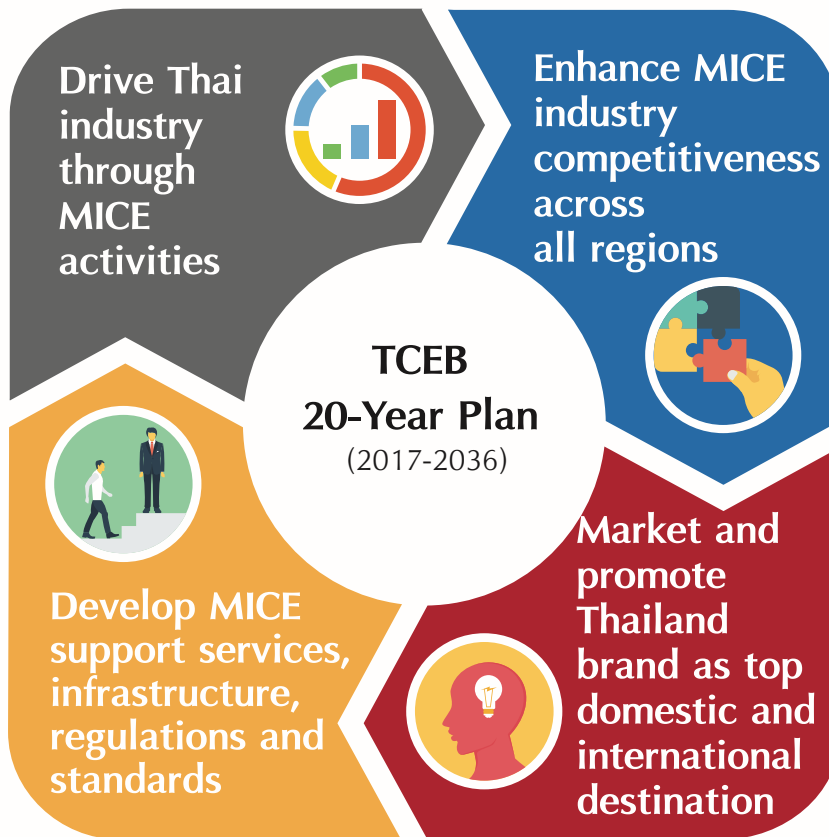 Drive Thai
industry
through
MICE
activities
Enhance MICE
industry
competitiveness
across
all regions
TCEB
20-Year Plan
(2017-2036)
Develop MICE
support services,
infrastructure,
regulations and
standards
Market and
promote
Thailand
brand as top
domestic and
international
destination